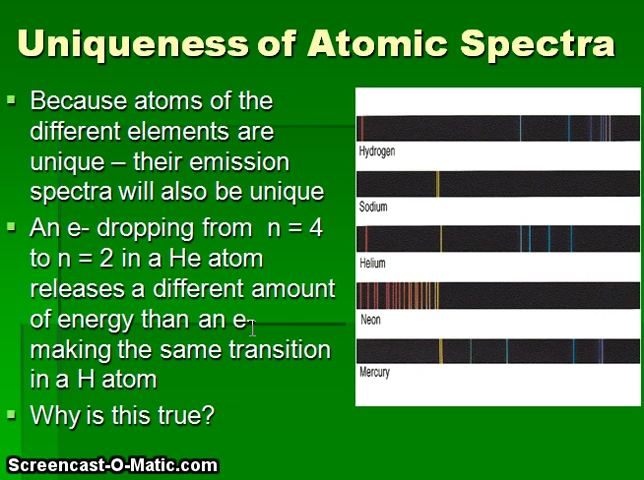 Uniqueness of Atomic Spectra
Because atoms of the
different elements are
unique – their emission
spectra will also be unique
An e- dropping from n = 4
to n = 2 in a He atom
releases a different amount
of energy than an e-
making the same transition
in a H atom
Why is this true?
Hydrogen
Sodium
Helium
Neon
Mercury
Screencast-O-Matic.com